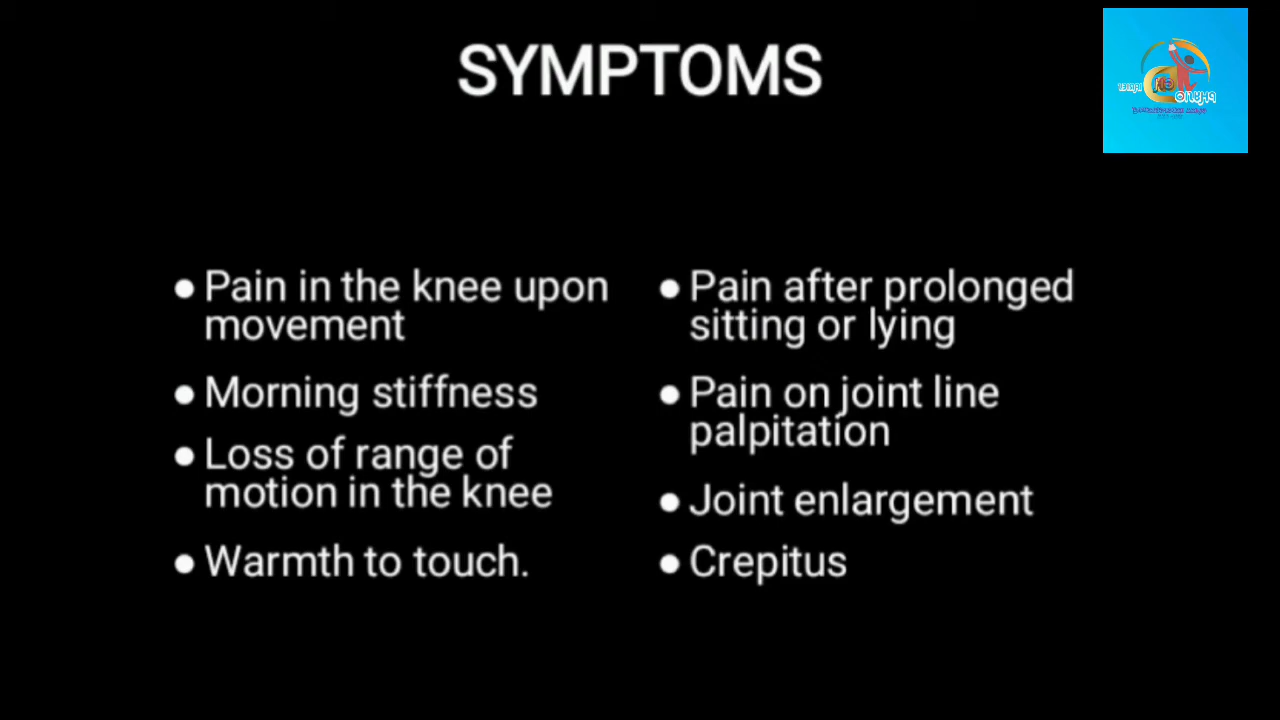 SYMPTOMS
● Pain in the knee upon
movement
● Morning stiffness
● Loss of range of
motion in the knee
● Warmth to touch.
● Pain after prolonged
sitting or lying
● Pain on joint line
palpitation
● Joint enlargement
● Crepitus